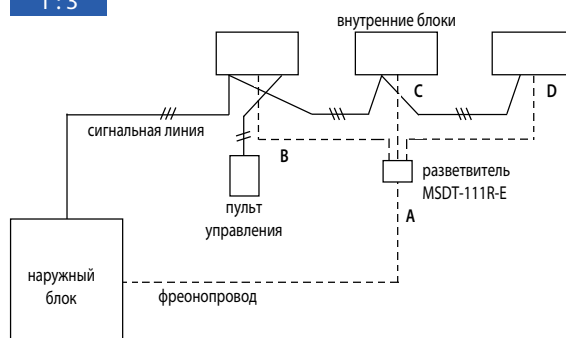 1 : 3
внутренние блоки
C
D
сигнальная линия
B
разветвитель
MSDT-111R-E
A
пульт
управления
наружный
блок
фреонопровод